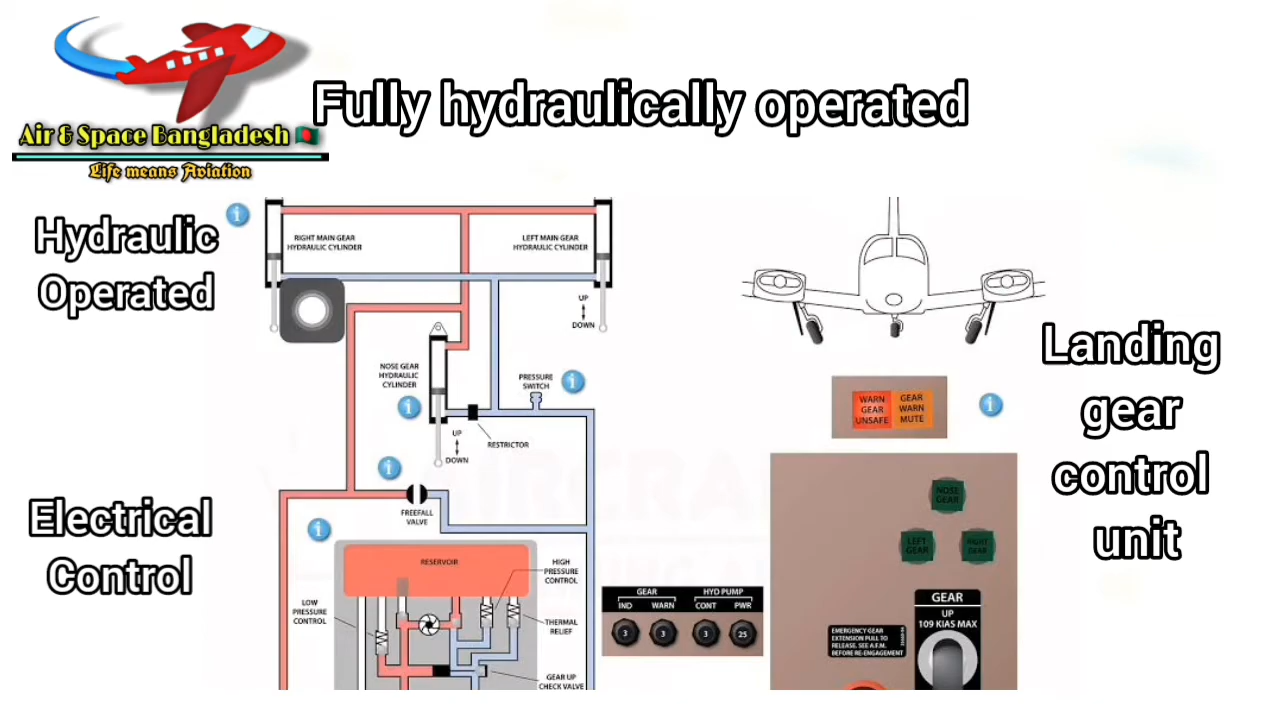 Fully hydraulically operated
Air & Space Bangladesh
Life means Aviation
Hydraulic
Operated
RIGHT MAIN GEAR
HYDRAULIC CYLINDER
LEFT MAIN GEAR
HYDRAULIC CYLINDER
UP
DOWN
NOSE GEAR
HYDRAULIC
CYLINDER
PRESSURE
SWITCH
RESTRICTOR
UP
DOWN
FREEFALL
VALVE
Landing
gear
control
unit
WARN
GEAR
UNSAFE
GEAR
WARN
MUTE
Electrical
Control
RESERVOIR
HIGH
PRESSURE
CONTROL
LOW
PRESSURE
CONTROL
THERMAL
RELIEF
GEAR UP
CHECK VALVE
GEAR
HYD PUMP
IND WARN CONT PWR
3 3 3 25
NOSE
GEAR
LEFT
GEAR
RIGHT
GEAR
GEAR
UP
109 KIAS MAX
EMERGENCY GEAR
EXTENSION PULL TO
RELEASE. SEE A.F.M.
BEFORE RE-ENGAGEMENT